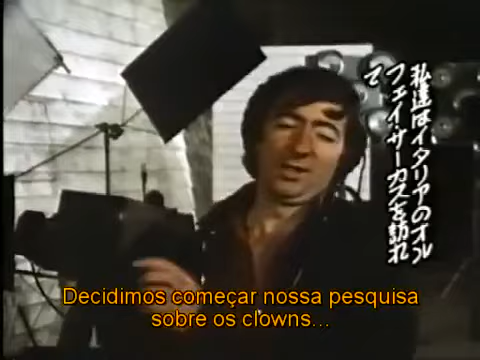 私達はイタリアのオル
フェイ・サーカスを訪れ
て
Decidimos começar nossa pesquisa
sobre os clowns...